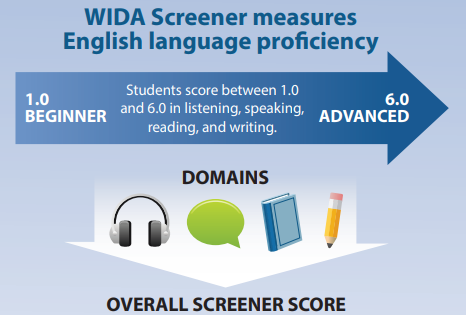 WIDA Screener measures
English language proficiency
1.0
BEGINNER
Students score between 1.0
and 6.0 in listening, speaking,
reading, and writing.
6.0
ADVANCED
DOMAINS
OVERALL SCREENER SCORE